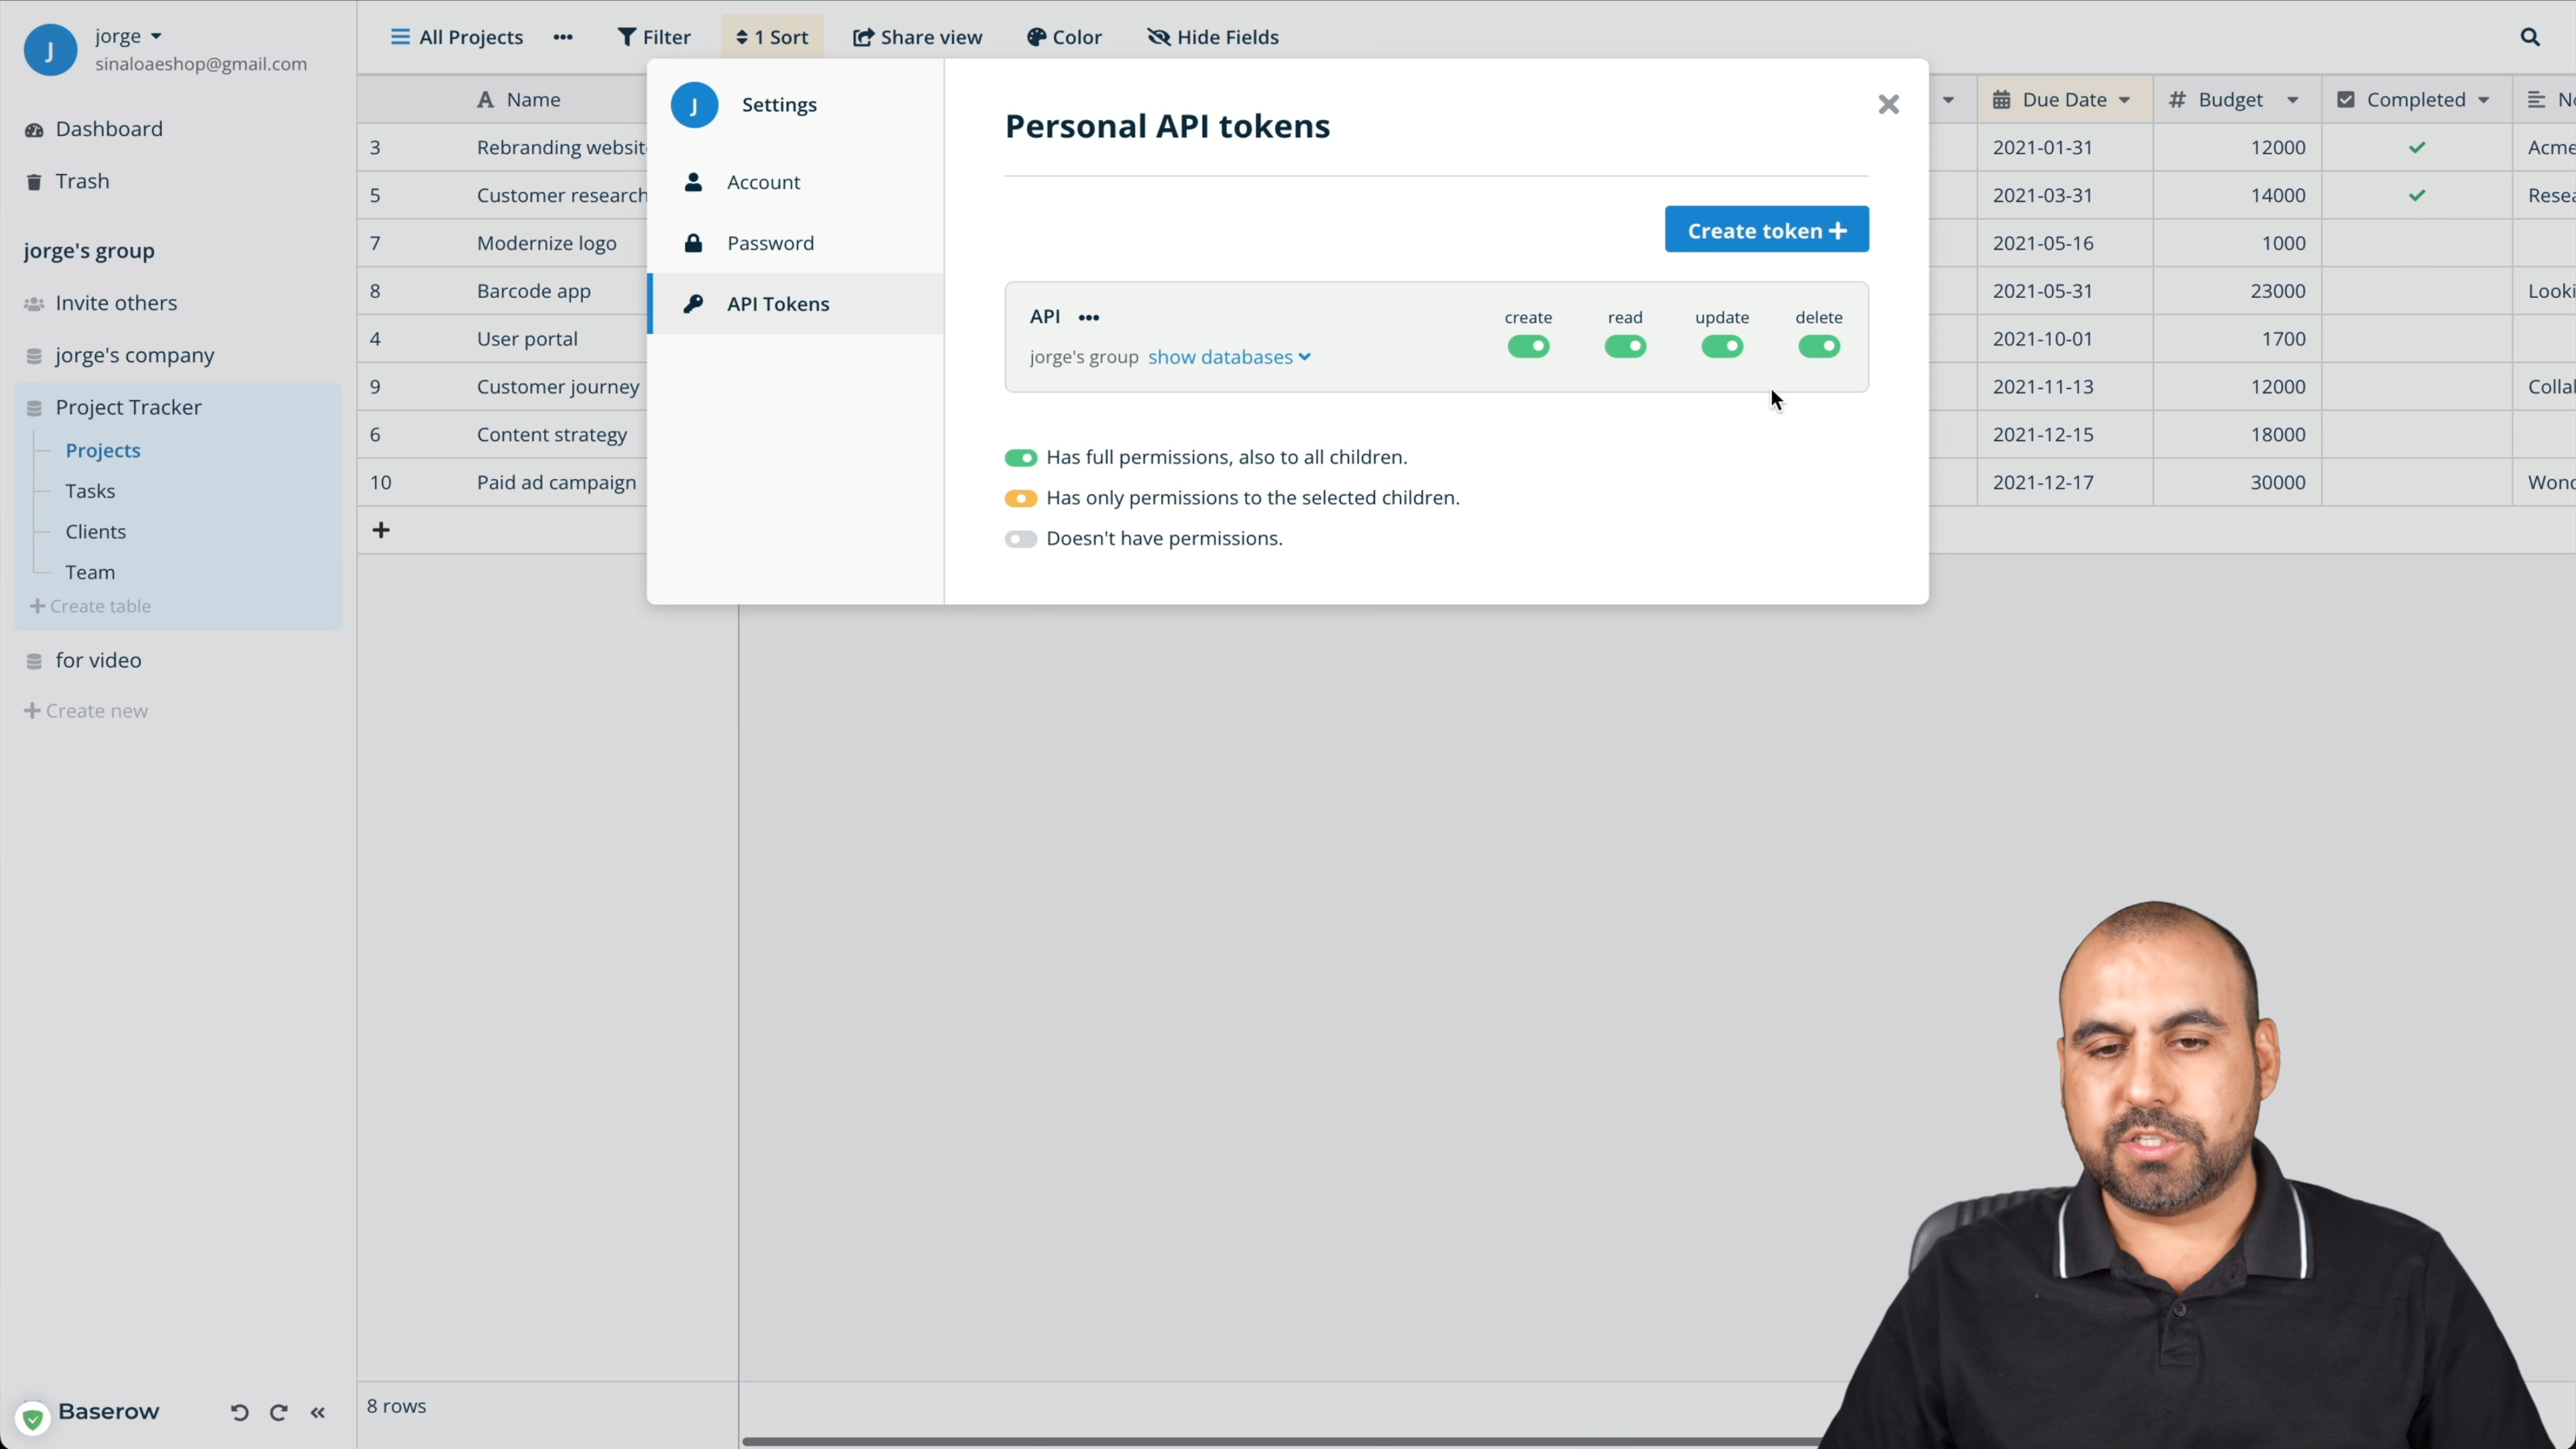 J
jorge
sinaloaeshop@gmail.com
Dashboard
Trash
jorge's group
Invite others
jorge's company
Project Tracker
Projects
Tasks
Clients
Team
Create table
for video
Create new
Baserow
All Projects
Filter
1 Sort
Share view
Color
Hide Fields
Name
Due Date
Budget
Completed
3 Rebranding
2021-01-31 12000
Acme
5 Customer research
2021-03-31 14000
7 Modernize logo
2021-05-16 1000
8 Barcode app
2021-05-31 23000
4 User portal
2021-10-01 1700
9 Customer journey
2021-11-13 12000
6 Content strategy
2021-12-15 18000
10 Paid ad campaign
2021-12-17 30000
8 rows
J Settings
Account
Password
API Tokens
Personal API tokens
Create token
API
create read update delete
jorge's group show databases
Has full permissions, also to all children.
Has only permissions to the selected children.
Doesn't have permissions.